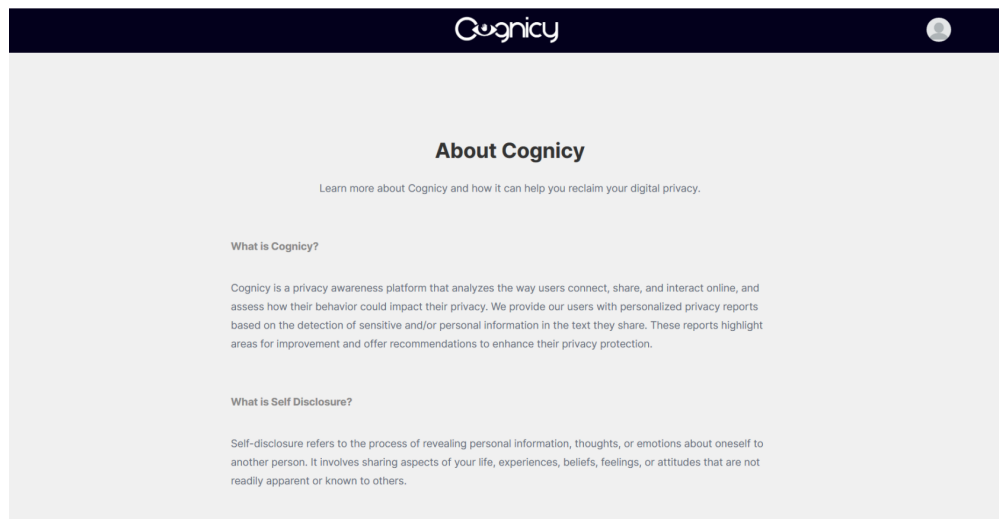 Cognicy
About Cognicy
Learn more about Cognicy and how it can help you reclaim your digital privacy.
What is Cognicy?
Cognicy is a privacy awareness platform that analyzes the way users connect, share, and interact online, and
assess how their behavior could impact their privacy. We provide our users with personalized privacy reports
based on the detection of sensitive and/or personal information in the text they share. These reports highlight
areas for improvement and offer recommendations to enhance their privacy protection.
What is Self Disclosure?
Self-disclosure refers to the process of revealing personal information, thoughts, or emotions about oneself to
another person. It involves sharing aspects of your life, experiences, beliefs, feelings, or attitudes that are not
readily apparent or known to others.